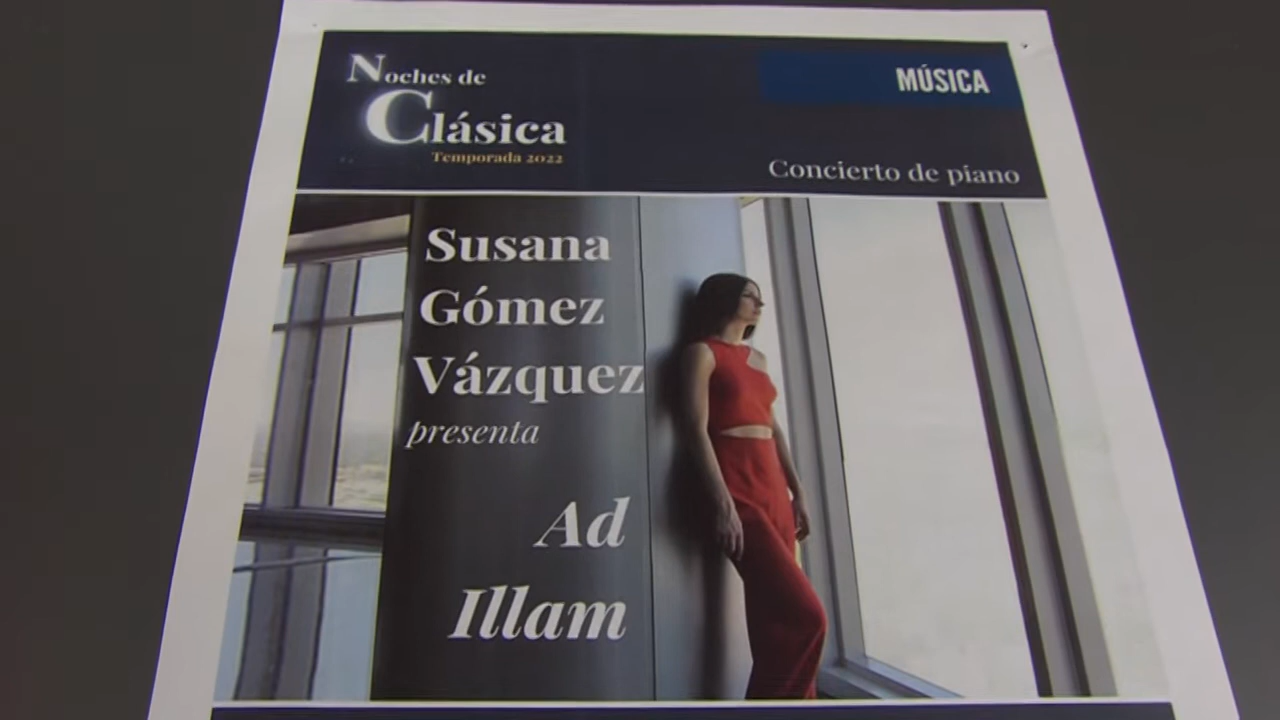 Noches de
Clásica
Temporada 2022
MÚSICA
Concierto de piano
Susana
Gómez
Vázquez
presenta
Ad
Illam